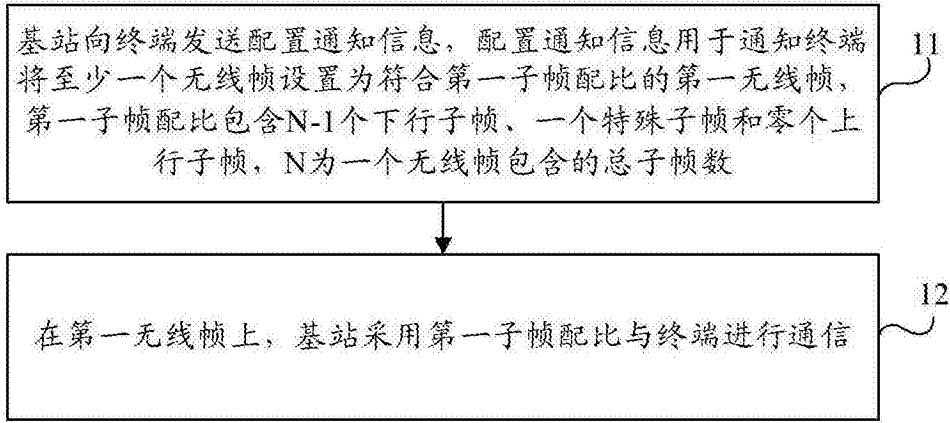 基站向终端发送配置通知信息，配置通知信息用于通知终端
将至少一个无线帧设置为符合第一子帧配比的第一无线帧，
第一子帧配比包含N-1个下行子帧、一个特殊子帧和零个上
行子帧，N为一个无线帧包含的总子帧数
11
在第一无线帧上，基站采用第一子帧配比与终端进行通信
12